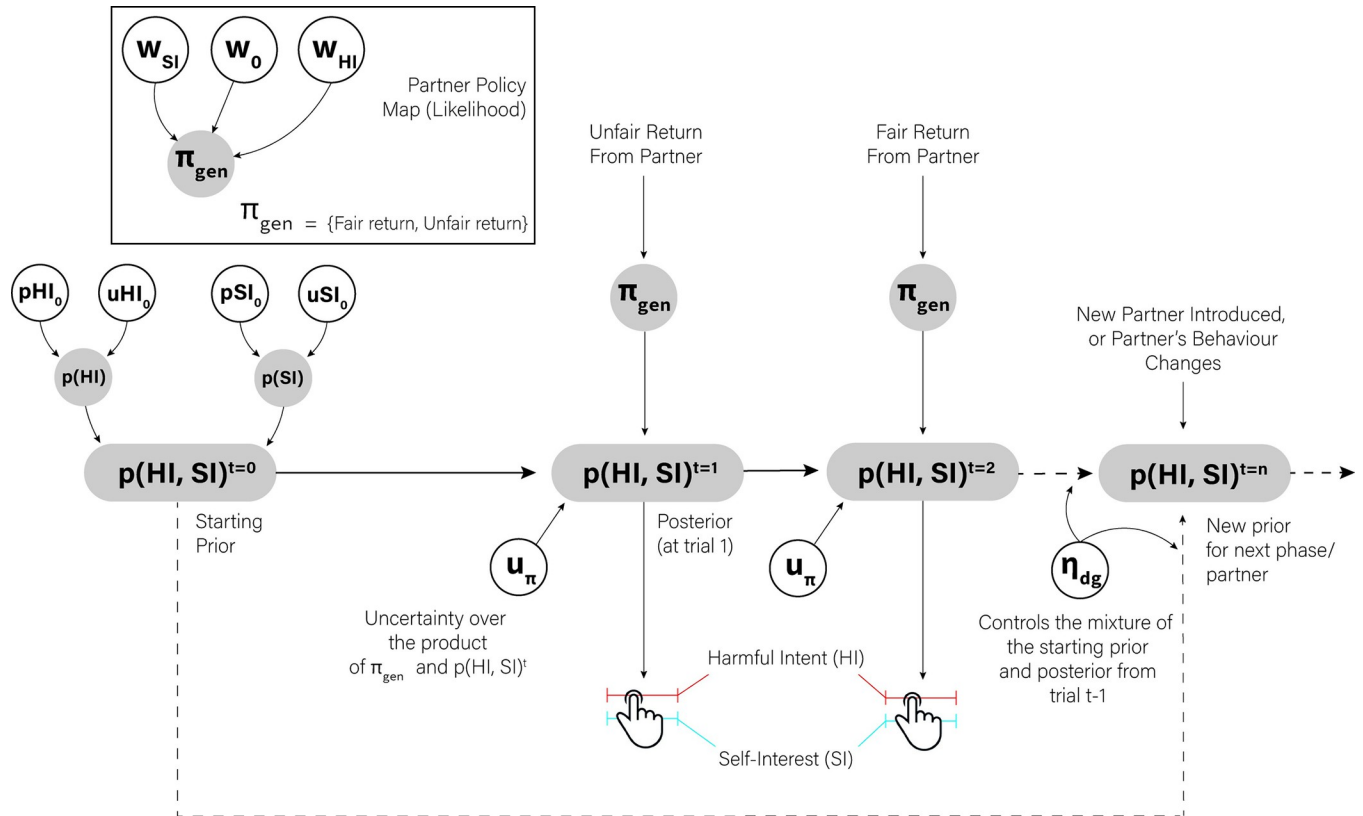 w_SI
w_0
w_HI
Partner Policy
Map (Likelihood)
π_gen
π_gen = {Fair return, Unfair return}
Unfair Return
From Partner
Fair Return
From Partner
pHI_0
uHI_0
pSI_0
uSI_0
π_gen
π_gen
New Partner Introduced,
or Partner's Behaviour
Changes
p(HI)
p(SI)
p(HI, SI)^t=0
p(HI, SI)^t=1
p(HI, SI)^t=2
p(HI, SI)^t=n
Starting
Prior
Posterior
(at trial 1)
New prior
for next phase/
partner
u_π
u_π
η_dg
Uncertainty over
the product
of π_gen and p(HI, SI)^t
Controls the mixture of
the starting prior
and posterior from
trial t-1
Harmful Intent (HI)
Self-Interest (SI)